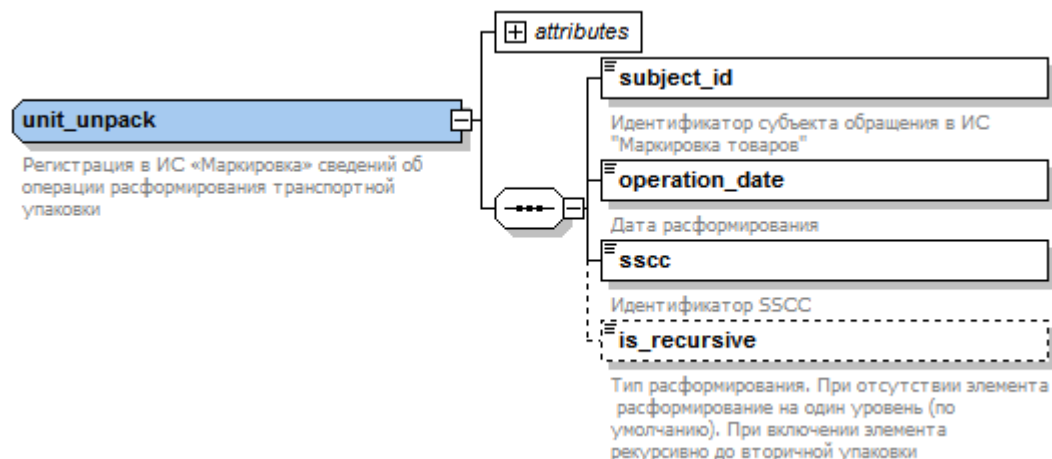 attributes
unit_unpack
Регистрация в ИС «Маркировка» сведений об
операции расформирования транспортной
упаковки
subject_id
Идентификатор субъекта обращения в ИС
"Маркировка товаров"
operation_date
Дата расформирования
sscc
Идентификатор SSCC
is_recursive
Тип расформирования. При отсутствии элемента
расформирование на один уровень (по
умолчанию). При включении элемента
рекурсивно до вторичной упаковки